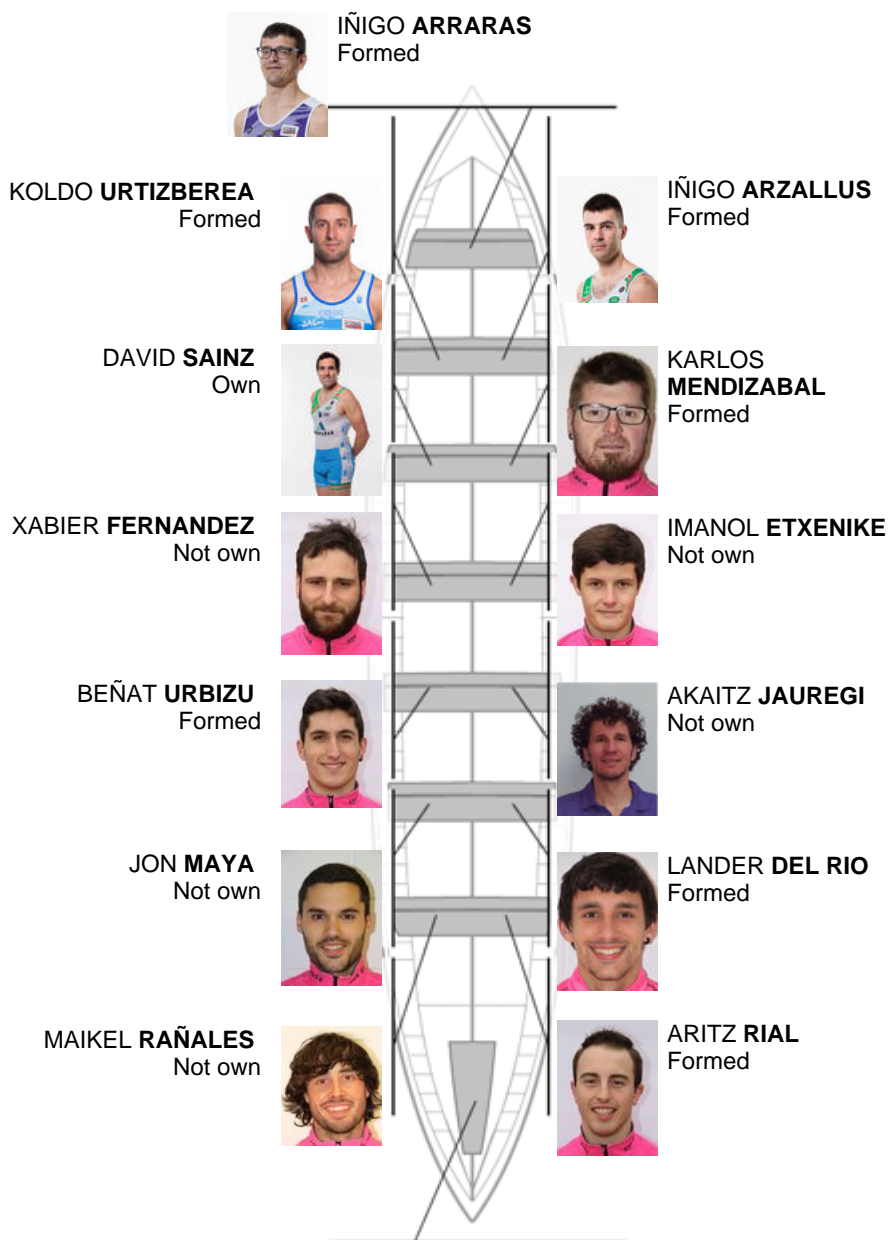 IÑIGO ARRARAS
Formed
KOLDO URTIZBEREA
Formed
IÑIGO ARZALLUS
Formed
DAVID SAINZ
Own
KARLOS
MENDIZABAL
Formed
XABIER FERNANDEZ
Not own
IMANOL ETXENIKE
Not own
BEÑAT URBIZU
Formed
AKAITZ JAUREGI
Not own
JON MAYA
Not own
LANDER DEL RIO
Formed
MAIKEL RAÑALES
Not own
ARITZ RIAL
Formed